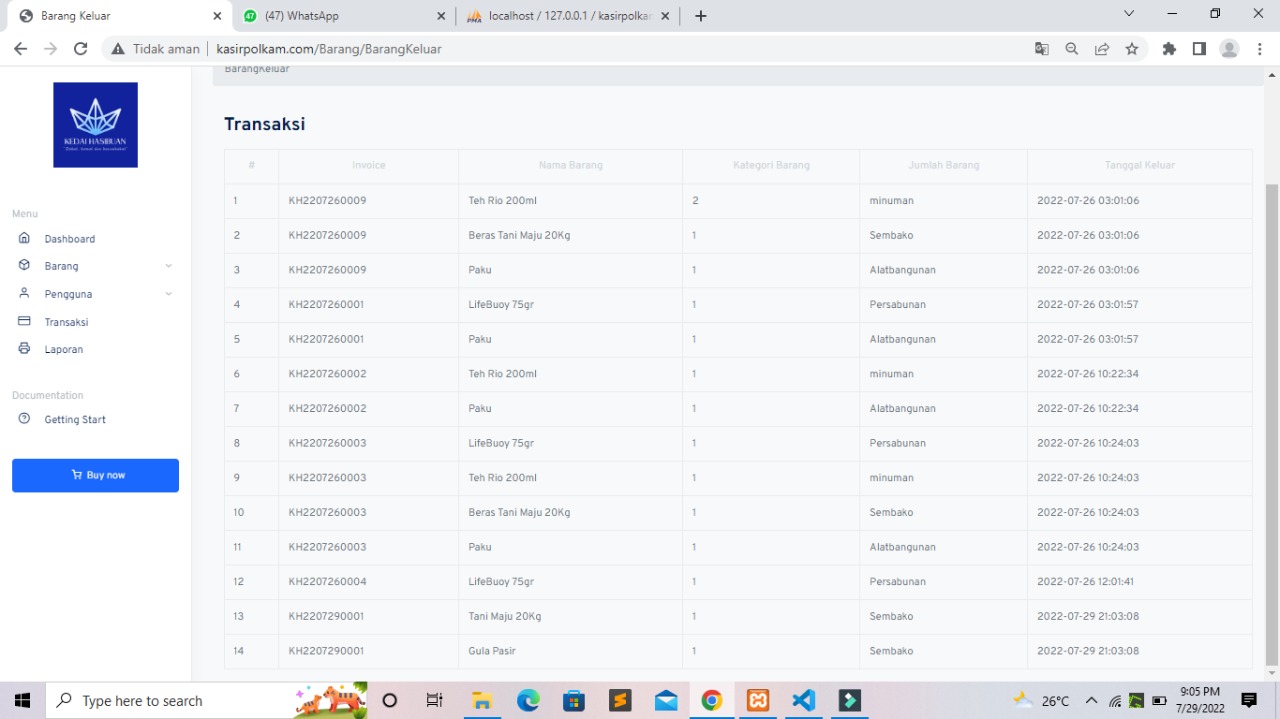 Barang Keluar
47 (47) WhatsApp
localhost / 127.0.0.1 / kasirpolkam
Tidak aman kasirpolkam.com/Barang/BarangKeluar
KEDAI HASIBUAN
Menu
Dashboard
Barang
Pengguna
Transaksi
Laporan
Documentation
Getting Start
Buy now
BarangKeluar
Transaksi
# Invoice Nama Barang Kategori Barang Jumlah Barang Tanggal Keluar
1 KH2207260009 Teh Rio 200ml 2 minuman 2022-07-26 03:01:06
2 KH2207260009 Beras Tani Maju 20Kg 1 Sembako 2022-07-26 03:01:06
3 KH2207260009 Paku 1 Alatbangunan 2022-07-26 03:01:06
4 KH2207260001 LifeBuoy 75gr 1 Persabunan 2022-07-26 03:01:57
5 KH2207260001 Paku 1 Alatbangunan 2022-07-26 03:01:57
6 KH2207260002 Teh Rio 200ml 1 minuman 2022-07-26 10:22:34
7 KH2207260002 Paku 1 Alatbangunan 2022-07-26 10:22:34
8 KH2207260003 LifeBuoy 75gr 1 Persabunan 2022-07-26 10:24:03
9 KH2207260003 Teh Rio 200ml 1 minuman 2022-07-26 10:24:03
10 KH2207260003 Beras Tani Maju 20Kg 1 Sembako 2022-07-26 10:24:03
11 KH2207260003 Paku 1 Alatbangunan 2022-07-26 10:24:03
12 KH2207260004 LifeBuoy 75gr 1 Persabunan 2022-07-26 12:01:41
13 KH2207290001 Tani Maju 20Kg 1 Sembako 2022-07-29 21:03:08
14 KH2207290001 Gula Pasir 1 Sembako 2022-07-29 21:03:08
Type here to search
26°C
9:05 PM
7/29/2022